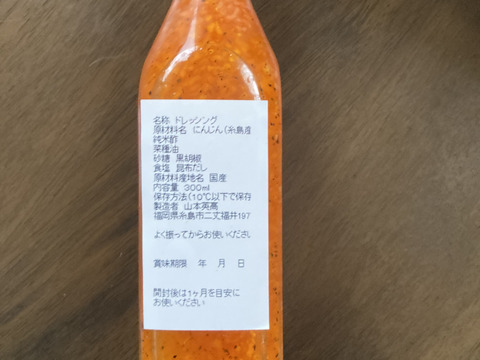 名称 ドレッシング
原材料名 にんじん(糸島産
純米酢
菜種油
砂糖 黒胡椒
食塩 昆布だし
原材料産地名 国産
内容量 300ml
保存方法(10℃以下で保存
製造者 山本英高
福岡県糸島市二丈福井197
よく振ってからお使いくださ
賞味期限 年 月 日
開封後は1ヶ月を目安に
お使いください